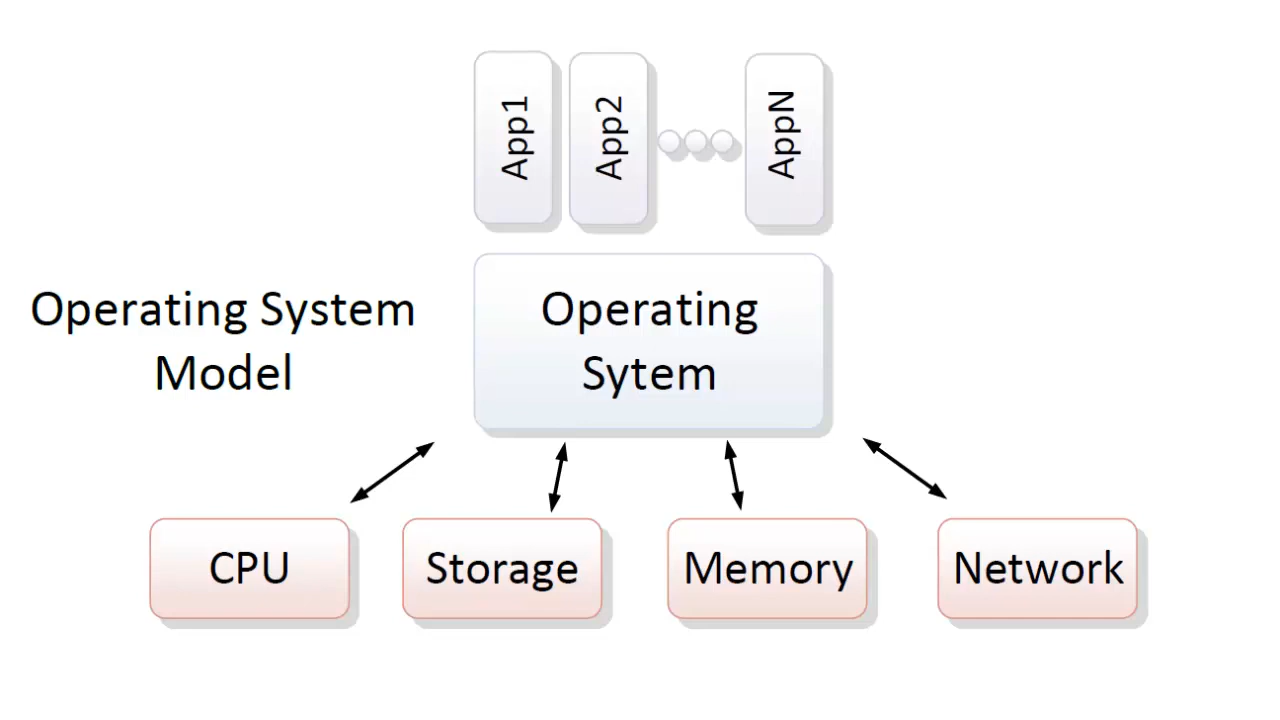 App1
App2
AppN
Operating System
Model
Operating
Sytem
CPU
Storage
Memory
Network